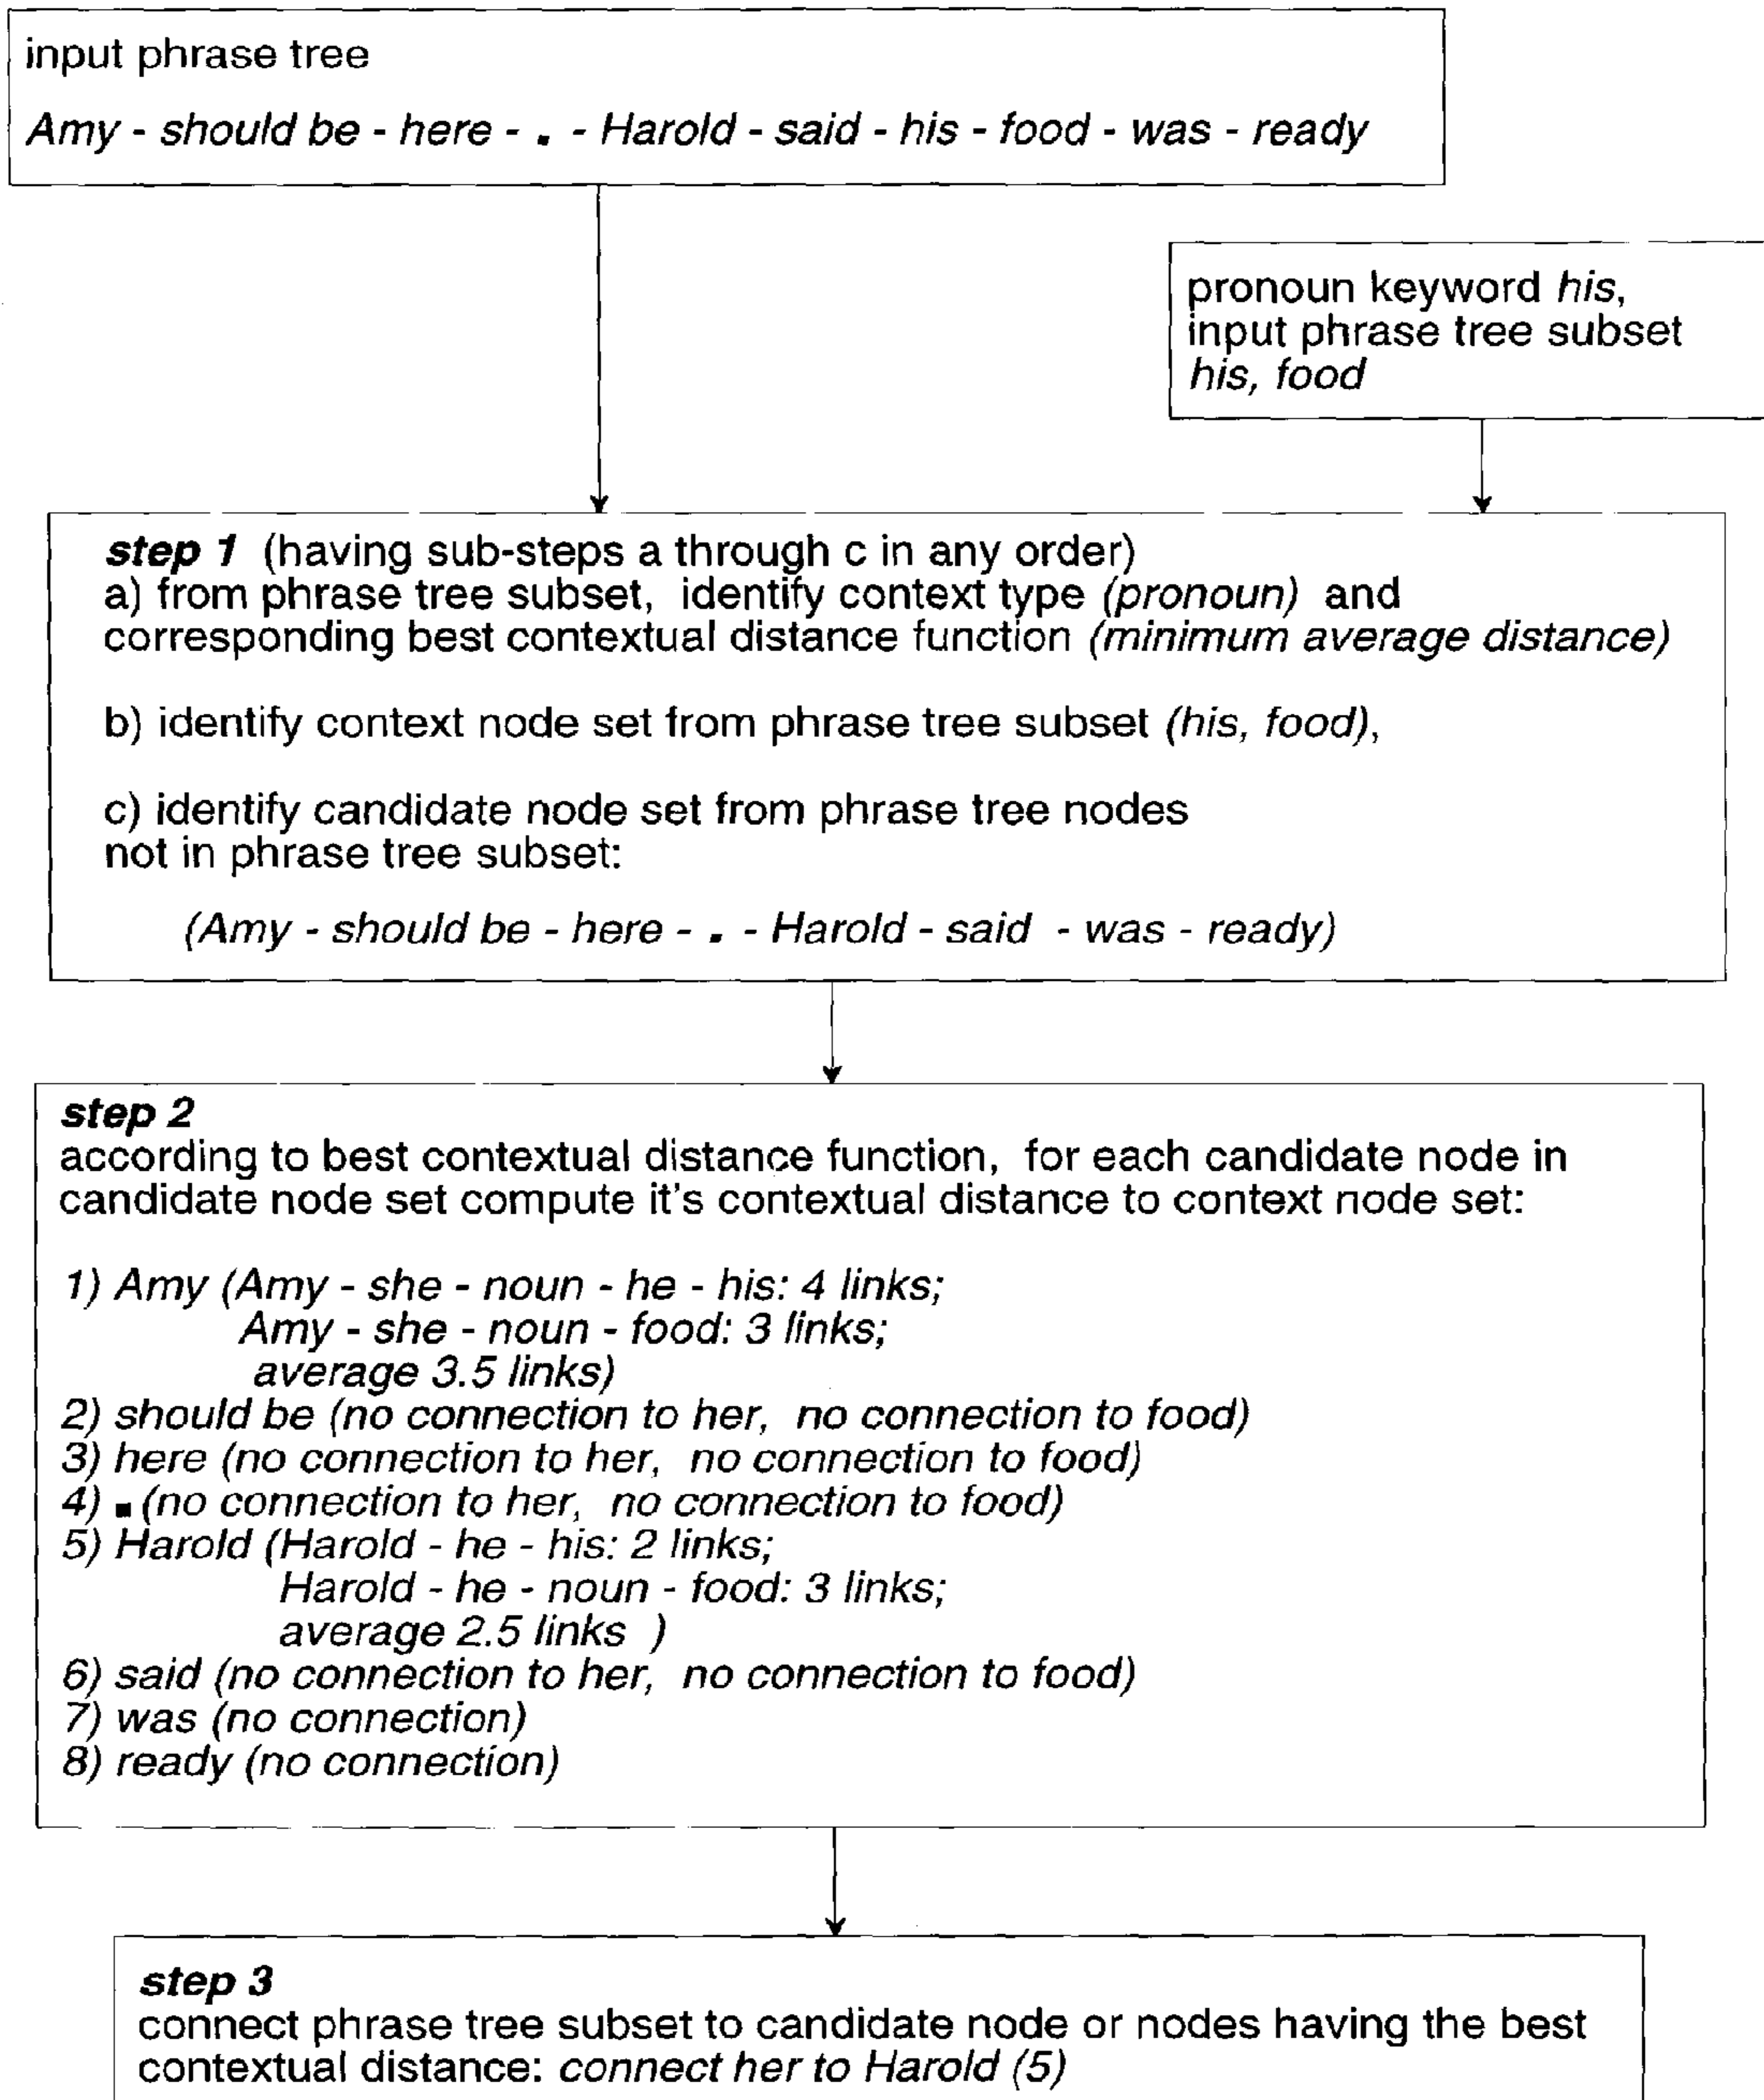 input phrase tree
Amy - should be - here - . - Harold - said - his - food - was - ready
pronoun keyword his,
input phrase tree subset
his, food
step 1 (having sub-steps a through c in any order)
a) from phrase tree subset, identify context type (pronoun) and
corresponding best contextual distance function (minimum average distance)
b) identify context node set from phrase tree subset (his, food),
c) identify candidate node set from phrase tree nodes
not in phrase tree subset:
(Amy - should be - here - . - Harold - said - was - ready)
step 2
according to best contextual distance function, for each candidate node in
candidate node set compute it's contextual distance to context node set:
1) Amy (Amy - she - noun - he - his: 4 links;
Amy - she - noun - food: 3 links;
average 3.5 links)
2) should be (no connection to her, no connection to food)
3) here (no connection to her, no connection to food)
4) . (no connection to her, no connection to food)
5) Harold (Harold - he - his: 2 links;
Harold - he - noun - food: 3 links;
average 2.5 links )
6) said (no connection to her, no connection to food)
7) was (no connection)
8) ready (no connection)
step 3
connect phrase tree subset to candidate node or nodes having the best
contextual distance: connect her to Harold (5)